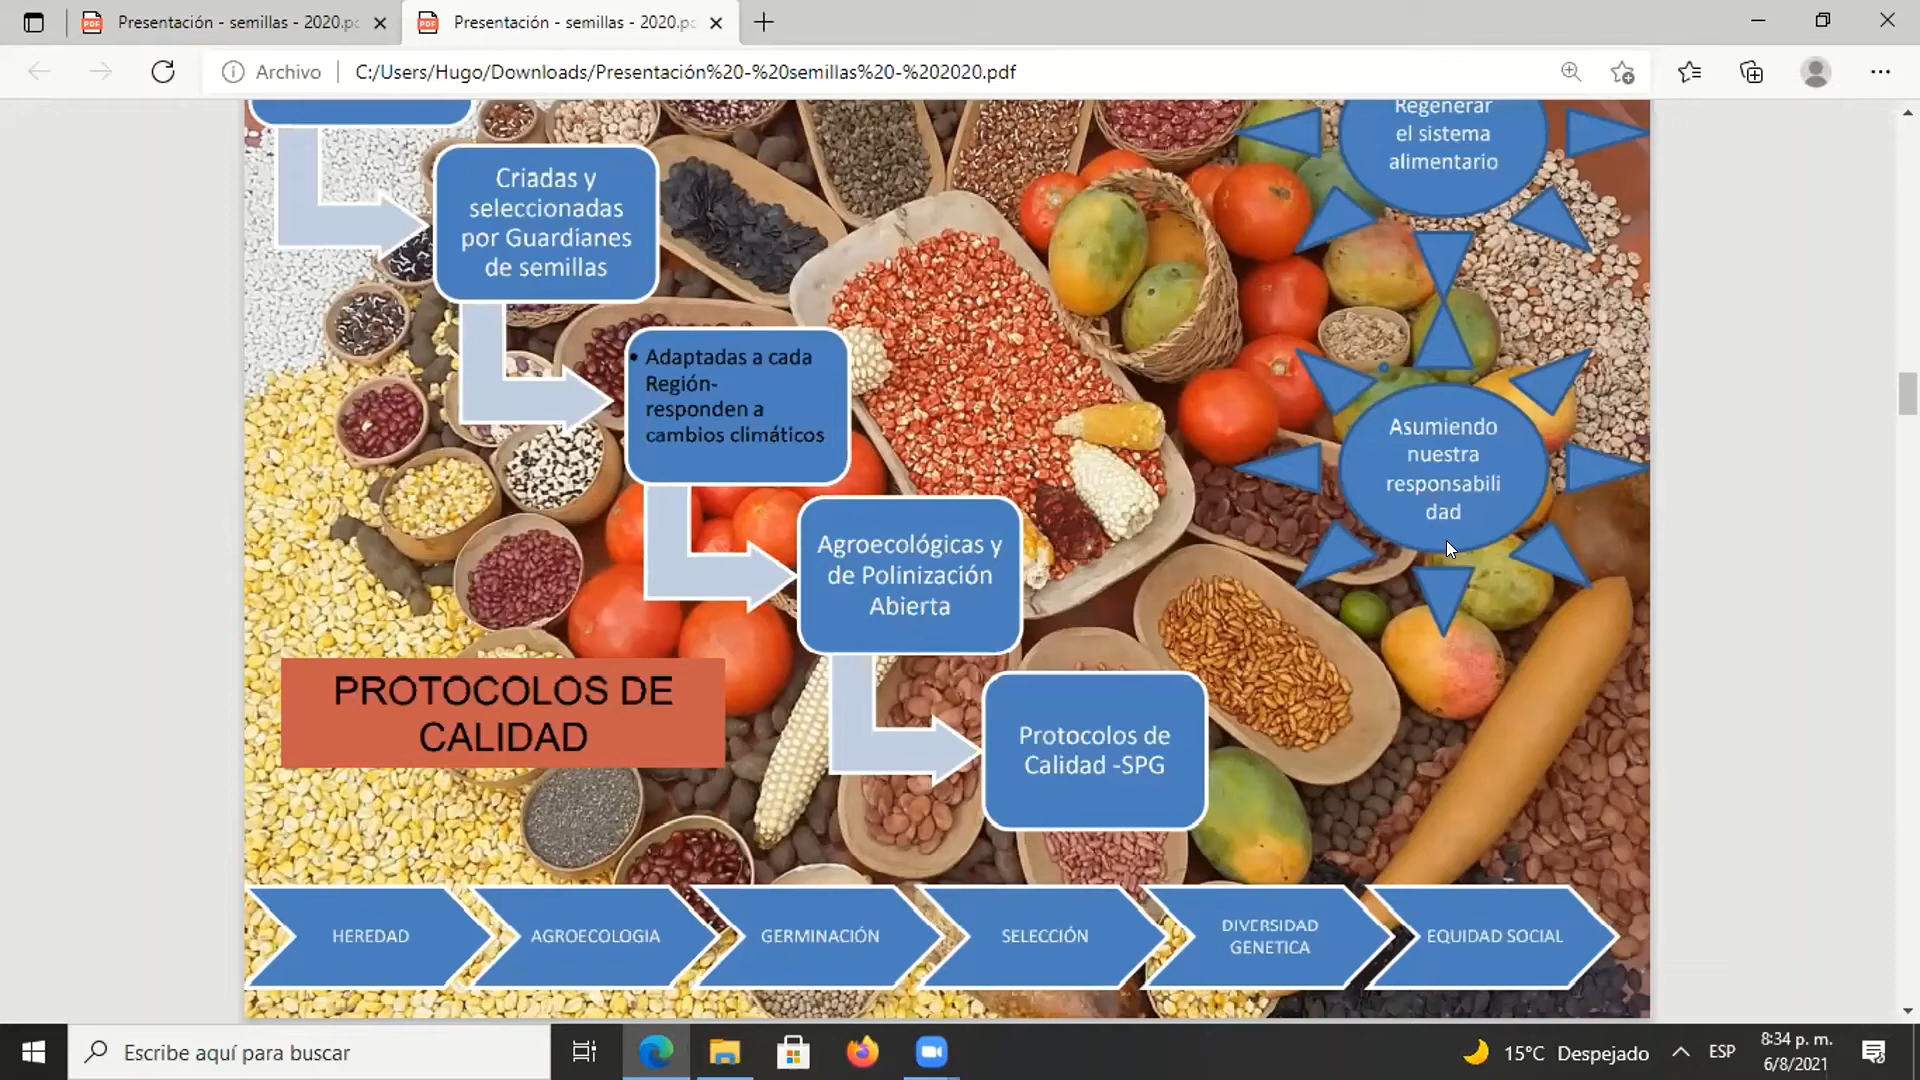 Presentación - semillas - 2020.pd
Presentación - semillas - 2020.pd
Archivo
C:/Users/Hugo/Downloads/Presentación%20-%20semillas%20-%202020.pdf
Criadas y
seleccionadas
por Guardianes
de semillas
• Adaptadas a cada
Región-
responden a
cambios climáticos
Agroecológicas y
de Polinización
Abierta
Protocolos de
Calidad -SPG
Regenerar
el sistema
alimentario
Asumiendo
nuestra
responsabili
dad
PROTOCOLOS DE
CALIDAD
HEREDAD
AGROECOLOGIA
GERMINACIÓN
SELECCIÓN
DIVERSIDAD
GENETICA
EQUIDAD SOCIAL
Escribe aquí para buscar
15°C Despejado
ESP
8:34 p. m.
6/8/2021